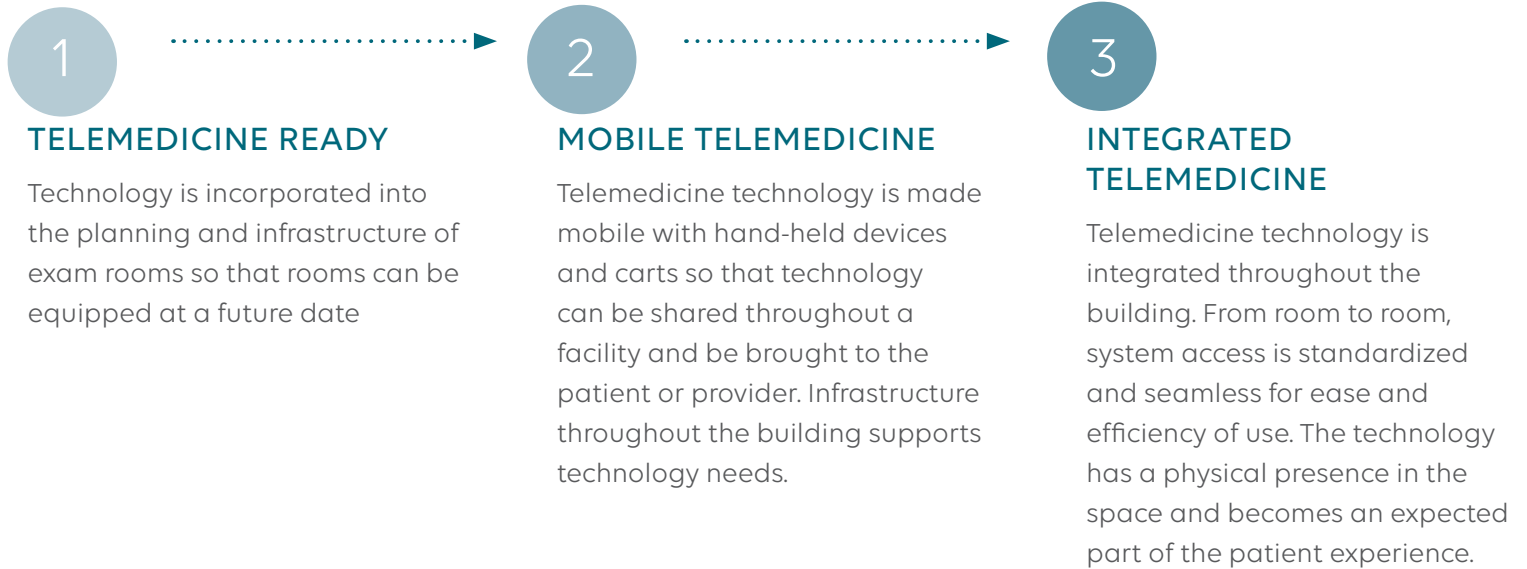 1
TELEMEDICINE READY
Technology is incorporated into
the planning and infrastructure of
exam rooms so that rooms can be
equipped at a future date
2
MOBILE TELEMEDICINE
Telemedicine technology is made
mobile with hand-held devices
and carts so that technology
can be shared throughout a
facility and be brought to the
patient or provider. Infrastructure
throughout the building supports
technology needs.
3
INTEGRATED
TELEMEDICINE
Telemedicine technology is
integrated throughout the
building. From room to room,
system access is standardized
and seamless for ease and
efficiency of use. The technology
has a physical presence in the
space and becomes an expected
part of the patient experience.